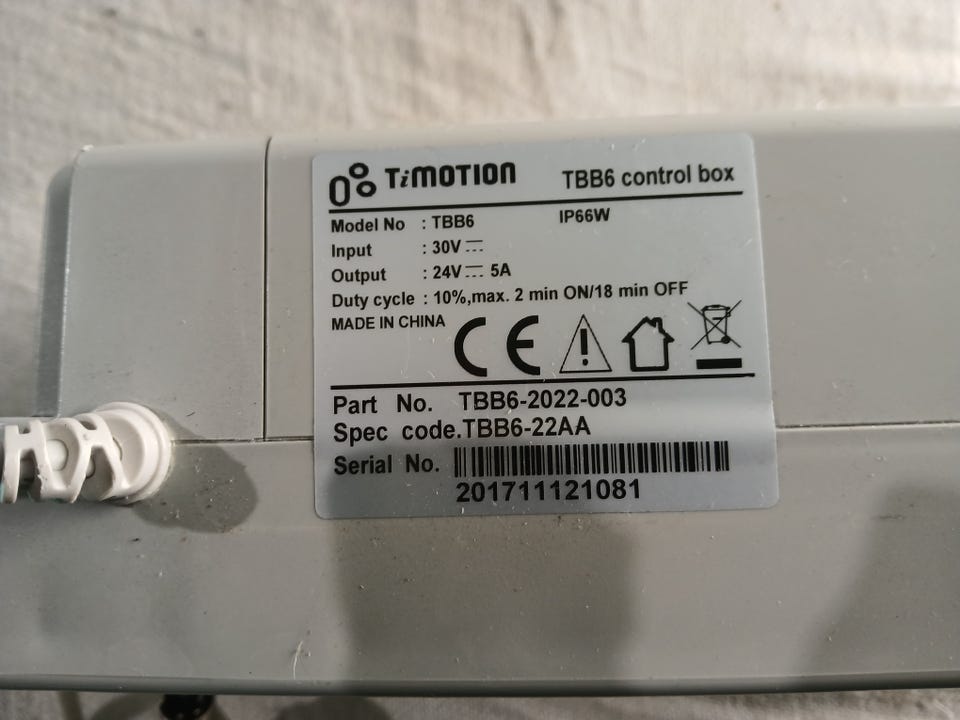 TiMOTION TBB6 control box
Model No : TBB6 IP66W
Input : 30V ⎓
Output : 24V ⎓ 5A
Duty cycle : 10%,max. 2 min ON/18 min OFF
MADE IN CHINA
CE
Part No. TBB6-2022-003
Spec code.TBB6-22AA
Serial No.
201711121081